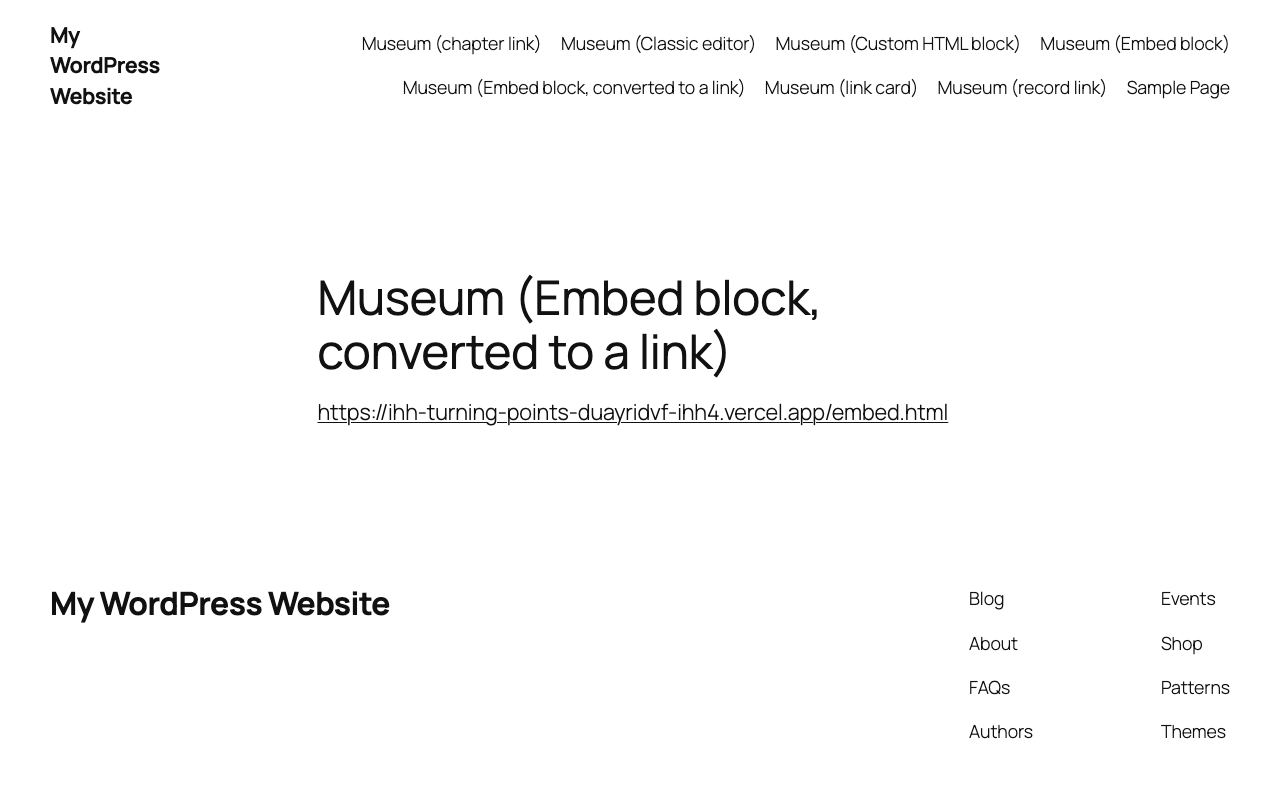 My
WordPress
Website
Museum (chapter link) Museum (Classic editor) Museum (Custom HTML block) Museum (Embed block)
Museum (Embed block, converted to a link) Museum (link card) Museum (record link) Sample Page
Museum (Embed block,
converted to a link)
https://ihh-turning-points-duayridvf-ihh4.vercel.app/embed.html
My WordPress Website
Blog Events
About Shop
FAQs Patterns
Authors Themes